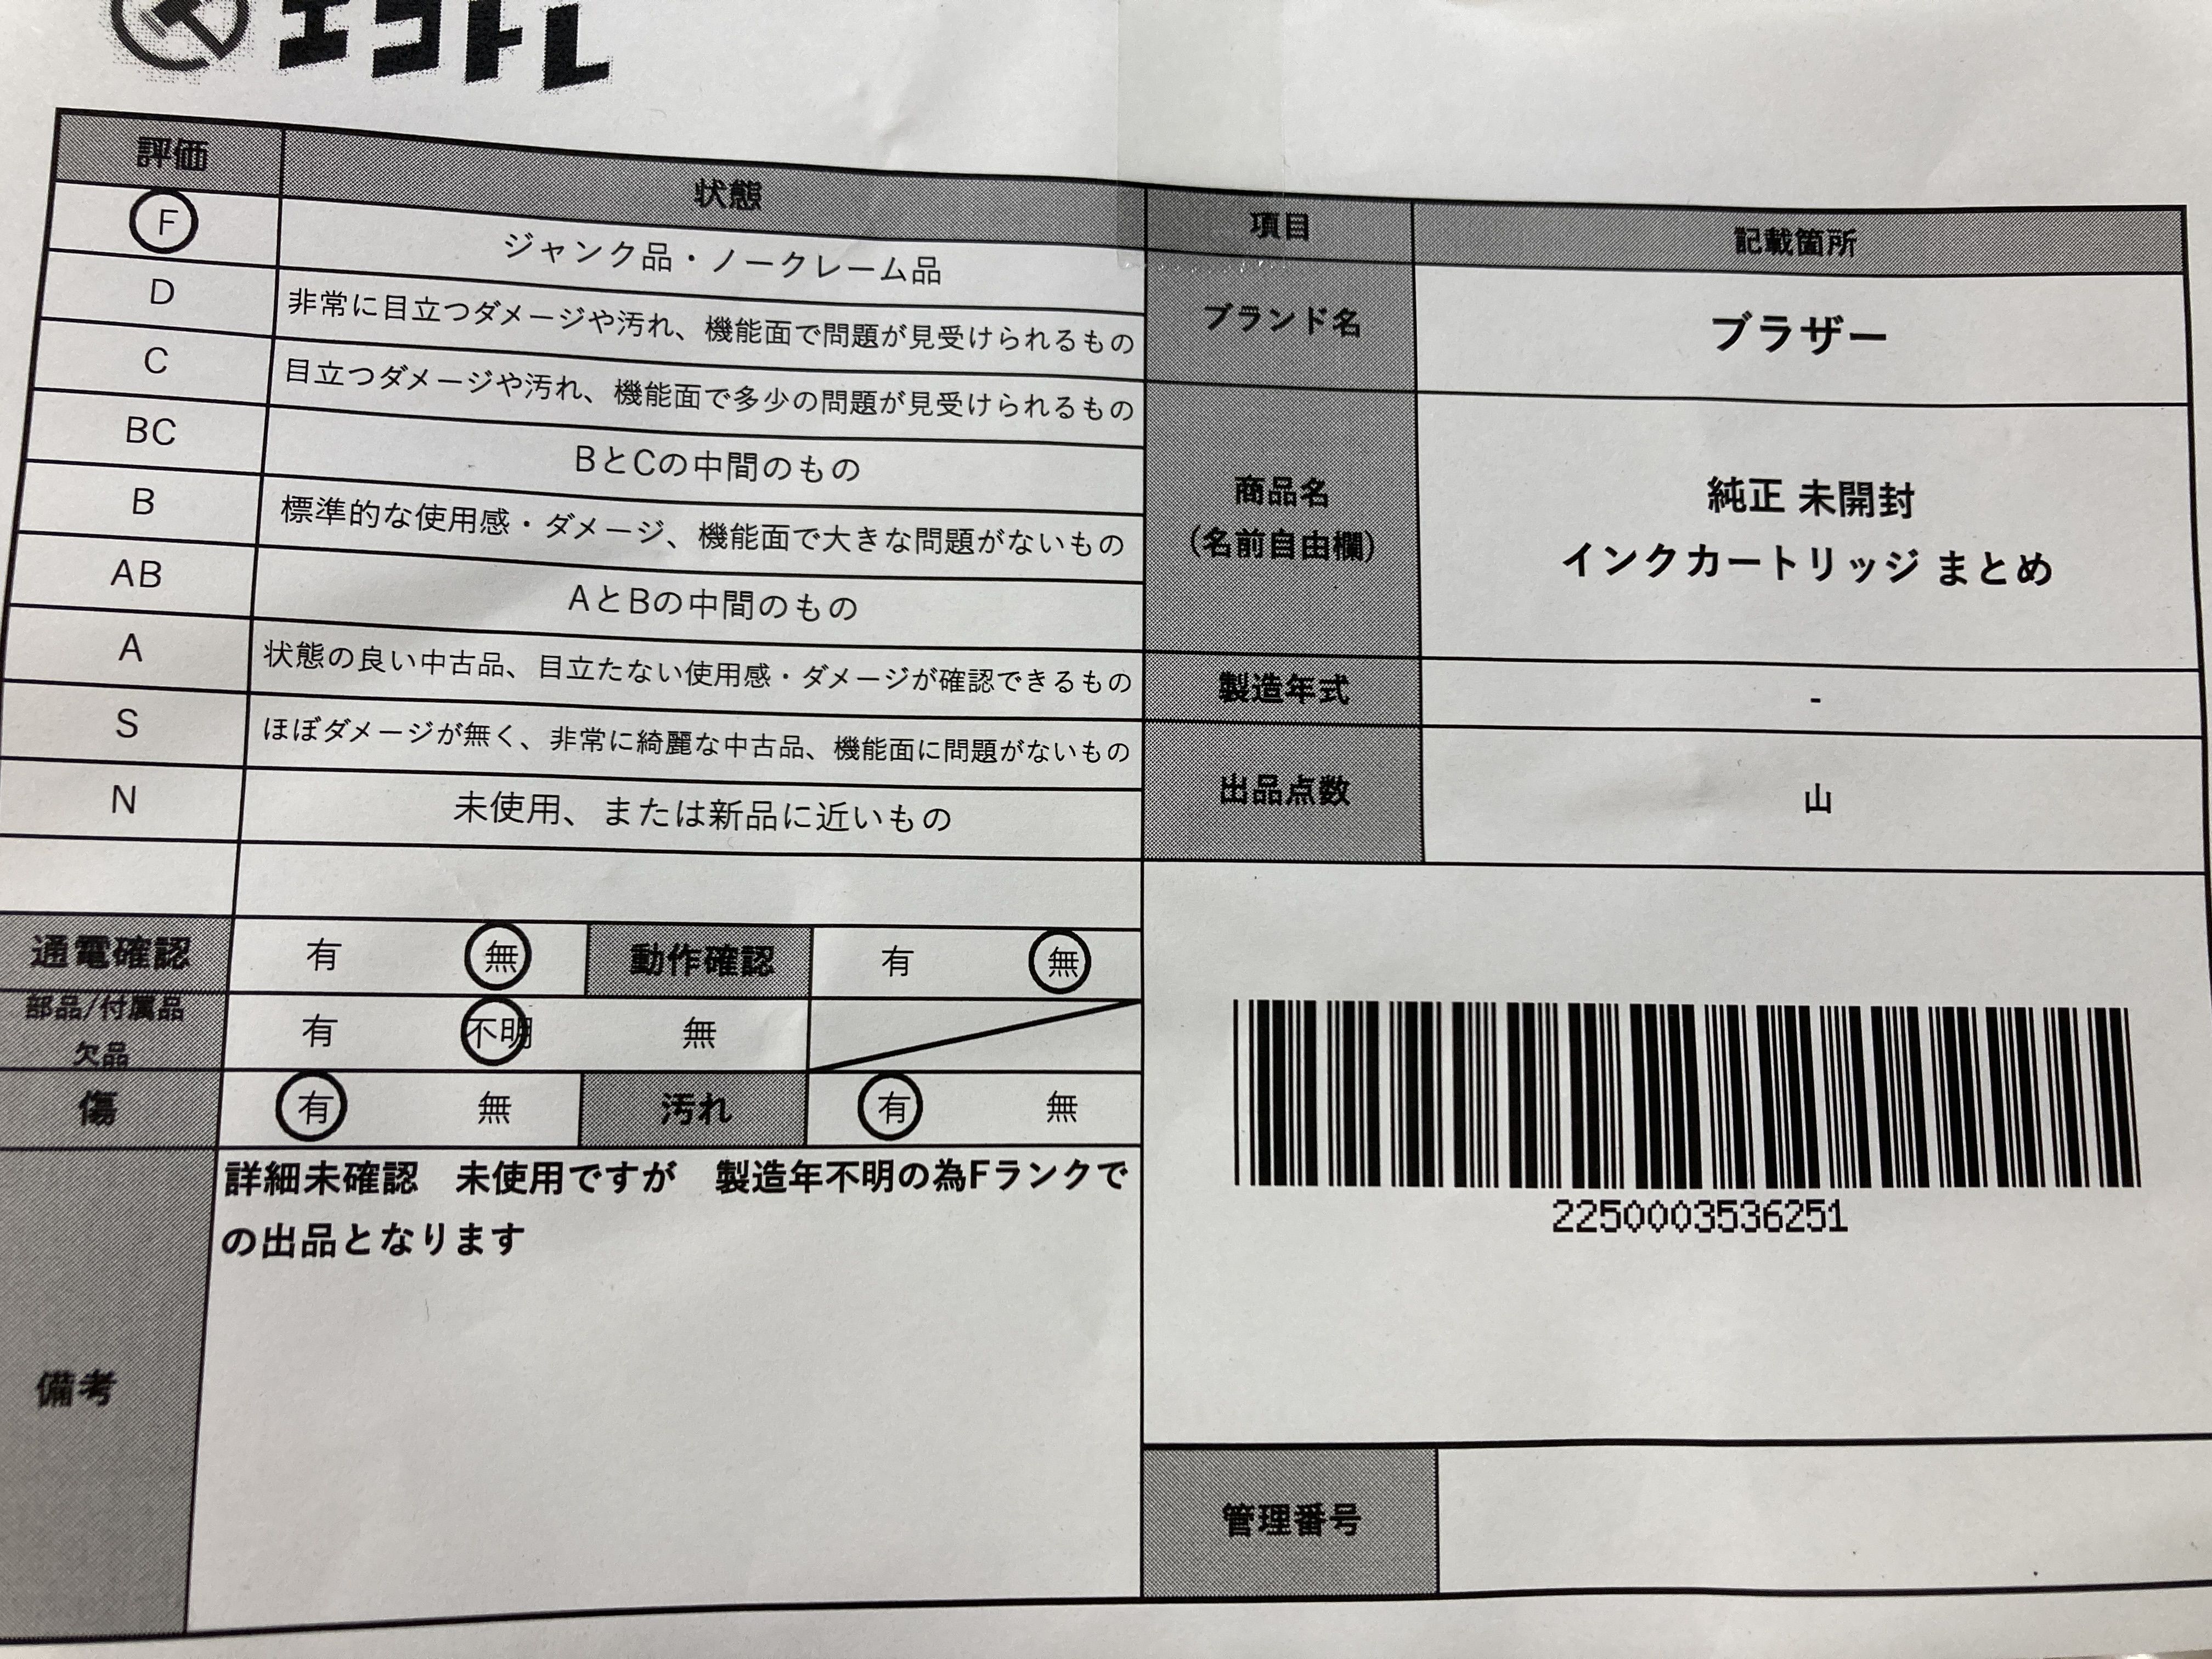 エコトレ
評価 状態
F ジャンク品・ノークレーム品
D 非常に目立つダメージや汚れ、機能面で問題が見受けられるもの
C 目立つダメージや汚れ、機能面で多少の問題が見受けられるもの
BC BとCの中間のもの
B 標準的な使用感・ダメージ、機能面で大きな問題がないもの
AB AとBの中間のもの
A 状態の良い中古品、目立たない使用感・ダメージが確認できるもの
S ほぼダメージが無く、非常に綺麗な中古品、機能面に問題がないもの
N 未使用、または新品に近いもの
通電確認 有 無 動作確認 有 無
部品/付属品
欠品 有 不明 無
傷 有 無 汚れ 有 無
備考
詳細未確認 未使用ですが 製造年不明の為Fランクで
の出品となります
項目 記載箇所
ブランド名 ブラザー
商品名
(名前自由欄)
純正 未開封
インクカートリッジ まとめ
製造年式 -
出品点数 山
2250003536251
管理番号